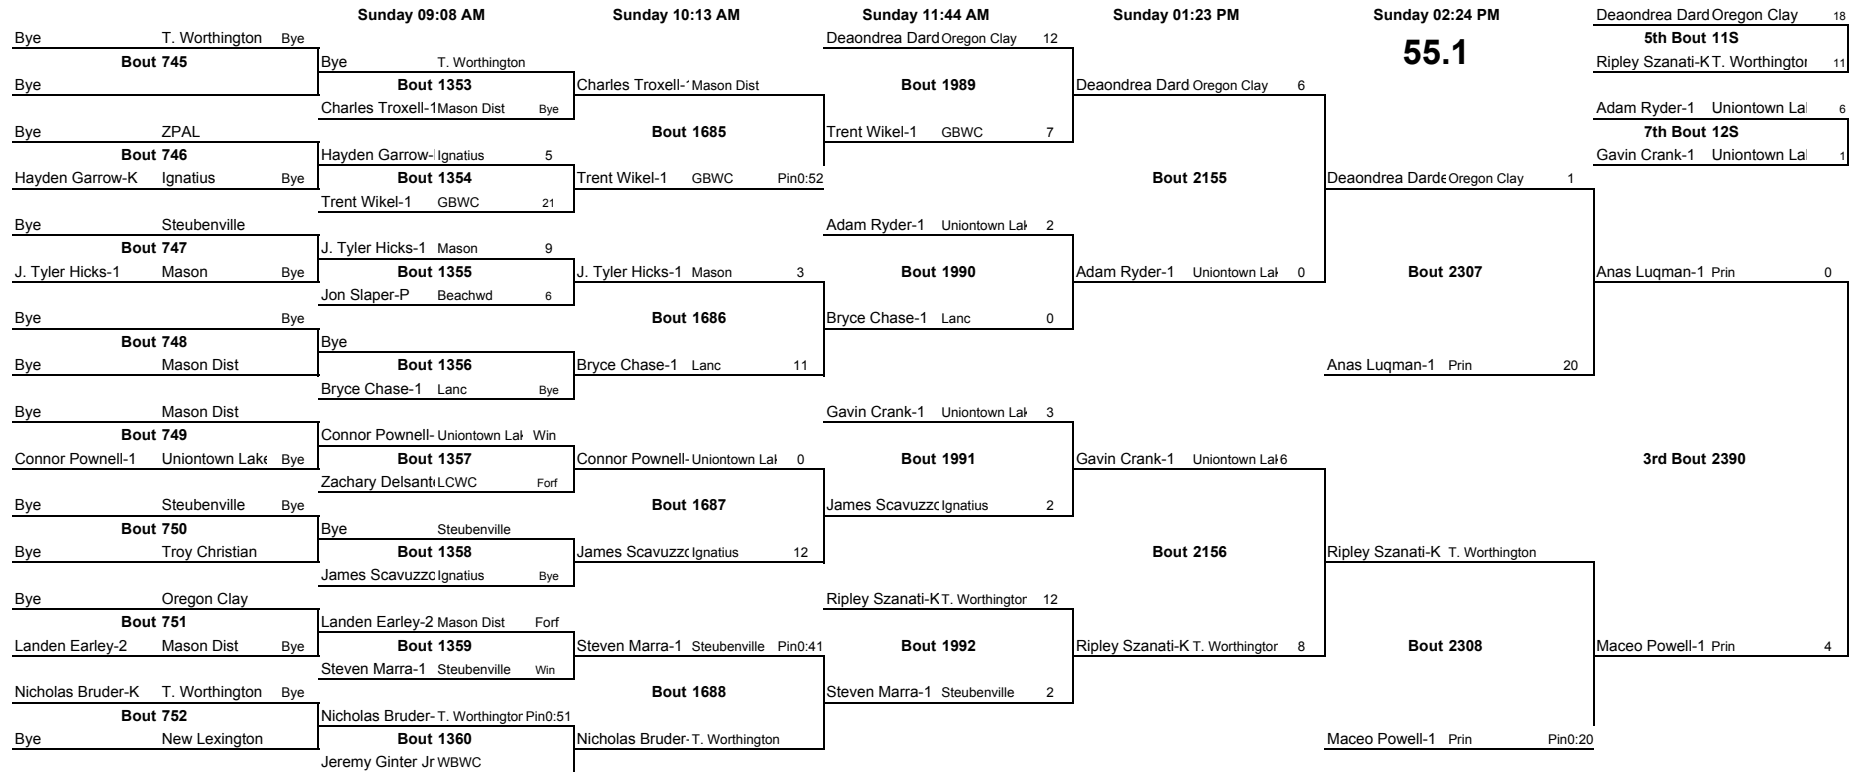 Sunday 09:08 AM Sunday 10:13 AM Sunday 11:44 AM Sunday 01:23 PM Sunday 02:24 PM Deaondrea Dard Oregon Clay 18
Bye T. Worthington Bye Deaondrea Dard Oregon Clay 12 55.1 5th Bout 11S
Bout 745 Bye T. Worthington Ripley Szanati-K T. Worthington 11
Bye Bout 1353 Charles Troxell-1 Mason Dist Bout 1989 Deaondrea Dard Oregon Clay 6
Charles Troxell-1 Mason Dist Bye Adam Ryder-1 Uniontown Lal 6
Bye ZPAL Bout 1685 Trent Wikel-1 GBWC 7 7th Bout 12S
Bout 746 Hayden Garrow- Ignatius 5 Gavin Crank-1 Uniontown Lal 1
Hayden Garrow-K Ignatius Bye Bout 1354 Trent Wikel-1 GBWC Pin0:52 Bout 2155 Deaondrea Darde Oregon Clay 1
Trent Wikel-1 GBWC 21
Bye Steubenville Adam Ryder-1 Uniontown Lak 2
Bout 747 J. Tyler Hicks-1 Mason 9
J. Tyler Hicks-1 Mason Bye Bout 1355 J. Tyler Hicks-1 Mason 3 Bout 1990 Adam Ryder-1 Uniontown Lak 0 Bout 2307 Anas Luqman-1 Prin 0
Jon Slaper-P Beachwd 6
Bye Bye Bout 1686 Bryce Chase-1 Lanc 0
Bout 748 Bye
Bye Mason Dist Bout 1356 Bryce Chase-1 Lanc 11 Anas Luqman-1 Prin 20
Bryce Chase-1 Lanc Bye
Bye Mason Dist Gavin Crank-1 Uniontown Lak 3
Bout 749 Connor Pownell- Uniontown Lak Win
Connor Pownell-1 Uniontown Lake Bye Bout 1357 Connor Pownell- Uniontown Lak 0 Bout 1991 Gavin Crank-1 Uniontown Lak 6 3rd Bout 2390
Zachary Delsant LCWC Forf
Bye Steubenville Bye Bout 1687 James Scavuzzo Ignatius 2
Bout 750 Bye Steubenville
Bye Troy Christian Bout 1358 James Scavuzzo Ignatius 12 Bout 2156 Ripley Szanati-K T. Worthington
James Scavuzzo Ignatius Bye
Bye Oregon Clay Ripley Szanati-K T. Worthington 12
Bout 751 Landen Earley-2 Mason Dist Forf
Landen Earley-2 Mason Dist Bye Bout 1359 Steven Marra-1 Steubenville Pin0:41 Bout 1992 Ripley Szanati-K T. Worthington 8 Bout 2308 Maceo Powell-1 Prin 4
Steven Marra-1 Steubenville Win
Nicholas Bruder-K T. Worthington Bye Bout 1688 Steven Marra-1 Steubenville 2
Bout 752 Nicholas Bruder- T. Worthington Pin0:51
Bye New Lexington Bout 1360 Nicholas Bruder- T. Worthington Maceo Powell-1 Prin Pin0:20
Jeremy Ginter Jr WBWC